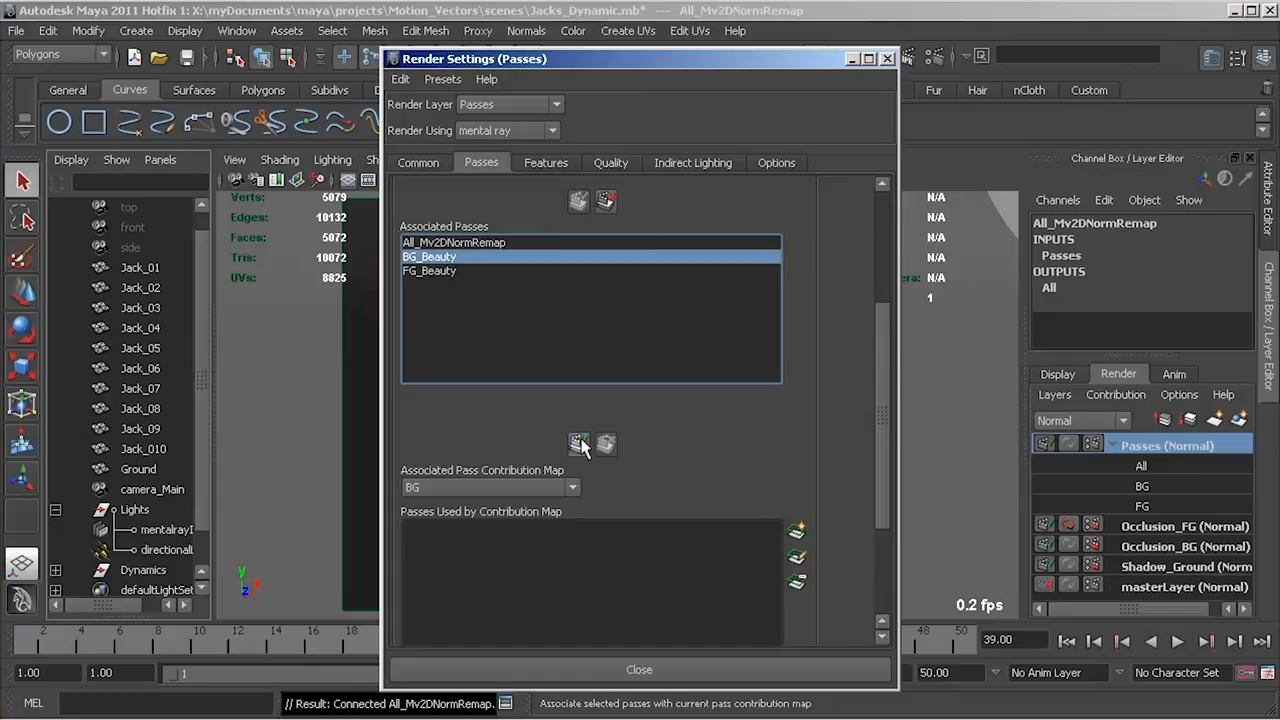 Autodesk Maya 2011 Hotfix 1: X:\myDocuments\maya\projects\Motion_Vectors\scenes\Jacks_Dynamic.mb* --- All_Mv2DNormRemap
File Edit Modify Create Display Window Assets Select Mesh Edit Mesh Proxy Normals Color Create UVs Edit UVs Help
Polygons
General Curves Surfaces Polygons Subdivs Fur Hair nCloth Custom
Display Show Panels
View Shading Lighting
top
front
side
Jack_01
Jack_02
Jack_03
Jack_04
Jack_05
Jack_06
Jack_07
Jack_08
Jack_09
Jack_010
Ground
camera_Main
Lights
mentalrayI
directionall
Dynamics
defaultLightSet
Verts: 5079
Edges: 10132
Faces: 5072
Tris: 10072
UVs: 8825
y
z x
Render Settings (Passes)
Edit Presets Help
Render Layer Passes
Render Using mental ray
Common Passes Features Quality Indirect Lighting Options
Associated Passes
All_Mv2DNormRemap
BG_Beauty
FG_Beauty
Associated Pass Contribution Map
BG
Passes Used by Contribution Map
Close
N/A
N/A
N/A
N/A
N/A
1
0.2 fps
Channel Box / Layer Editor
Channels Edit Object Show
All_Mv2DNormRemap
INPUTS
Passes
OUTPUTS
All
Display Render Anim
Layers Contribution Options Help
Normal
Passes (Normal)
All
BG
FG
Occlusion_FG (Normal)
Occlusion_BG (Normal)
Shadow_Ground (Norm
masterLayer (Normal)
Attribute Editor
Channel Box / Layer Editor
2 4 6 8 10 12 14 16 18 48 50 39.00
1.00 1.00 1 50.00 No Anim Layer No Character Set
MEL // Result: Connected All_Mv2DNormRemap. Associate selected passes with current pass contribution map